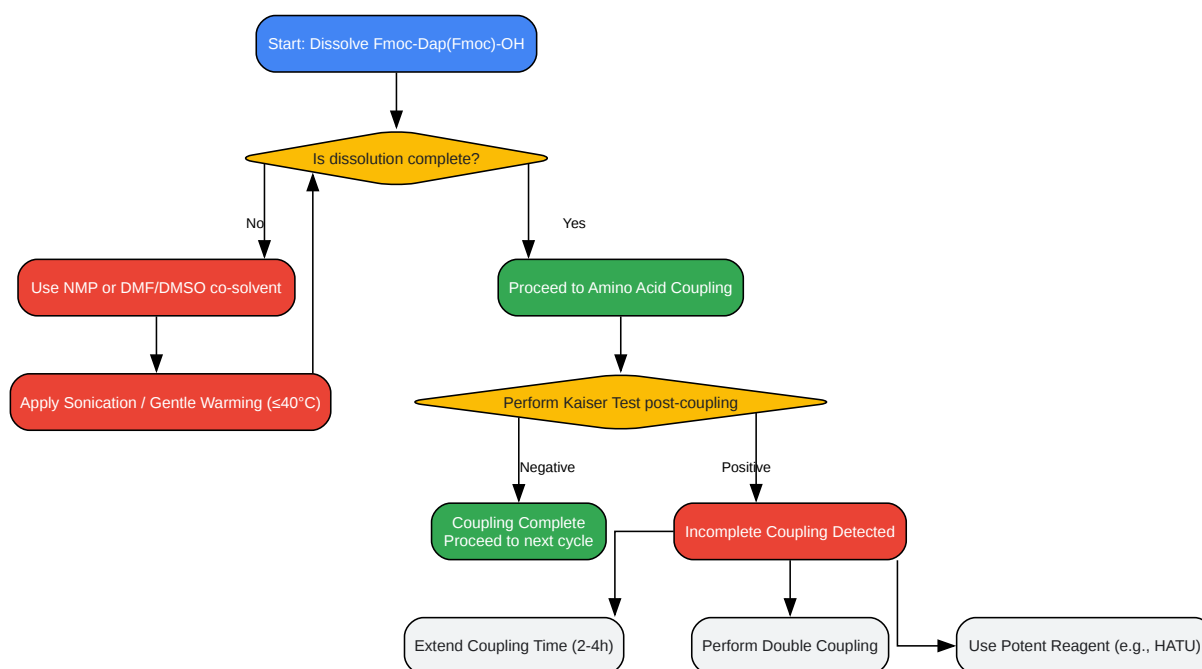 Start: Dissolve Fmoc-Dap(Fmoc)-OH
Is dissolution complete?
No
Yes
Use NMP or DMF/DMSO co-solvent
Proceed to Amino Acid Coupling
Apply Sonication / Gentle Warming (≤40°C)
Perform Kaiser Test post-coupling
Negative
Positive
Coupling Complete
Proceed to next cycle
Incomplete Coupling Detected
Extend Coupling Time (2-4h)
Perform Double Coupling
Use Potent Reagent (e.g., HATU)